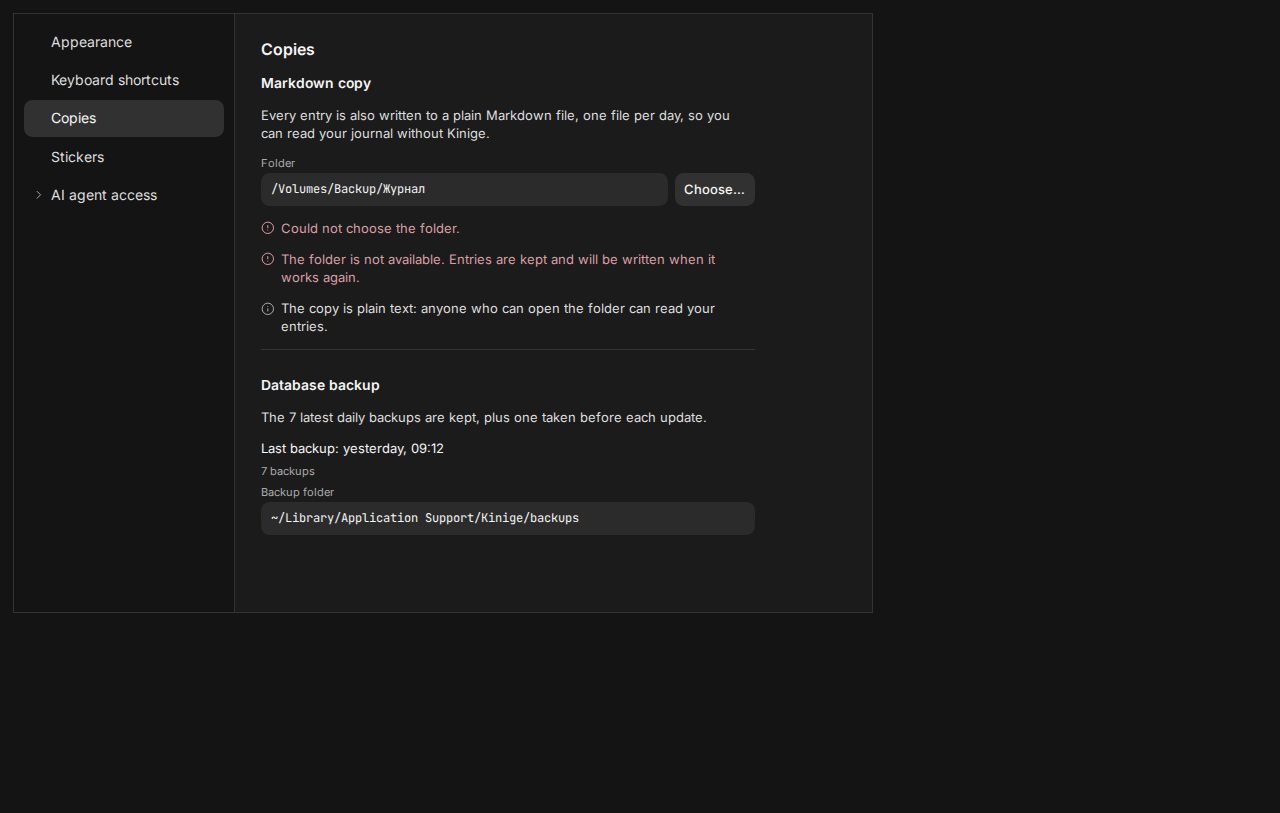 Appearance
Keyboard shortcuts
Copies
Stickers
AI agent access
Copies
Markdown copy
Every entry is also written to a plain Markdown file, one file per day, so you
can read your journal without Kinige.
Folder
/Volumes/Backup/Журнал
Choose...
Could not choose the folder.
The folder is not available. Entries are kept and will be written when it
works again.
The copy is plain text: anyone who can open the folder can read your
entries.
Database backup
The 7 latest daily backups are kept, plus one taken before each update.
Last backup: yesterday, 09:12
7 backups
Backup folder
~/Library/Application Support/Kinige/backups